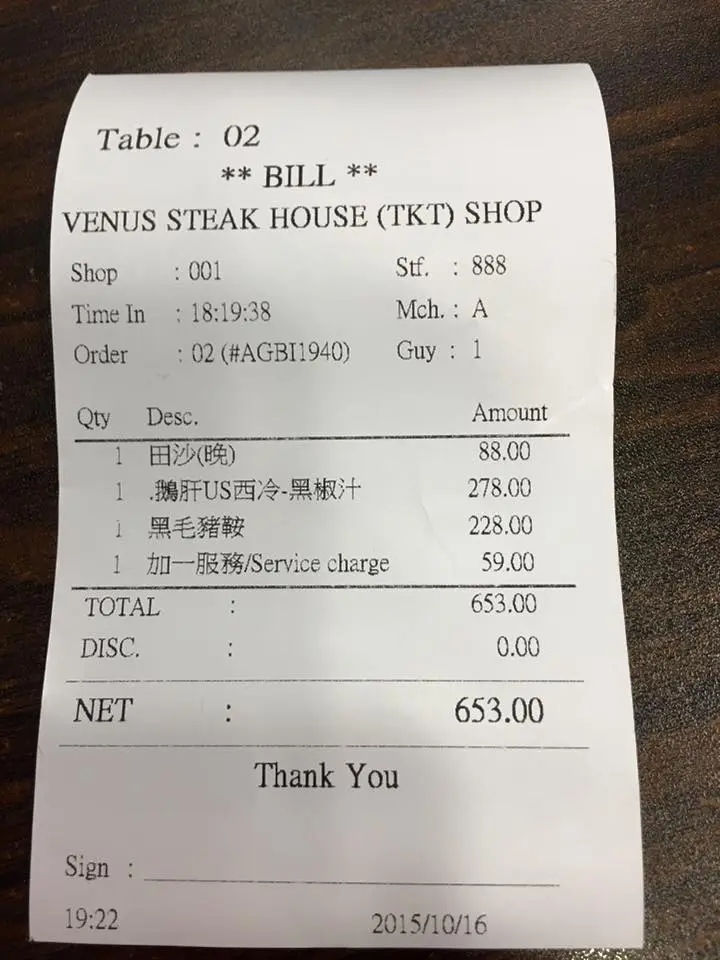 Table : 02
** BILL **
VENUS STEAK HOUSE (TKT) SHOP
Shop : 001 Stf. : 888
Time In : 18:19:38 Mch. : A
Order : 02 (#AGBI1940) Guy : 1
Qty Desc. Amount
1 田沙(晚) 88.00
1 .鵝肝US西冷-黑椒汁 278.00
1 黑毛豬鞍 228.00
1 加一服務/Service charge 59.00
TOTAL : 653.00
DISC. : 0.00
NET : 653.00
Thank You
Sign :
19:22 2015/10/16